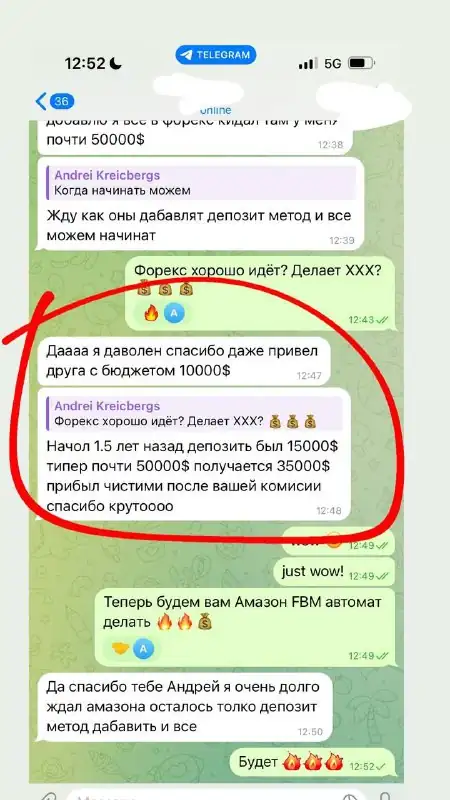 12:52
TELEGRAM
5G
36
online
добавлю я все в форекс кидал там у меня
почти 50000$
12:38
Andrei Kreicbergs
Когда начинать можем
Жду как оны дабавлят депозит метод и все
можем начинат
12:39
Форекс хорошо идёт? Делает ХХХ?
12:43
A
Даааа я даволен спасибо даже привел
друга с бюджетом 10000$
12:47
Andrei Kreicbergs
Форекс хорошо идёт? Делает ХХХ?
Начол 1.5 лет назад депозить был 15000$
типер почти 50000$ получается 35000$
прибыл чистими после вашей комисии
спасибо крутоооо
12:48
12:49
just wow!
12:49
Теперь будем вам Амазон FBM автомат
делать
A
12:49
Да спасибо тебе Андрей я очень долго
ждал амазона осталось толко депозит
метод дабавить и все
12:50
Будет
12:52